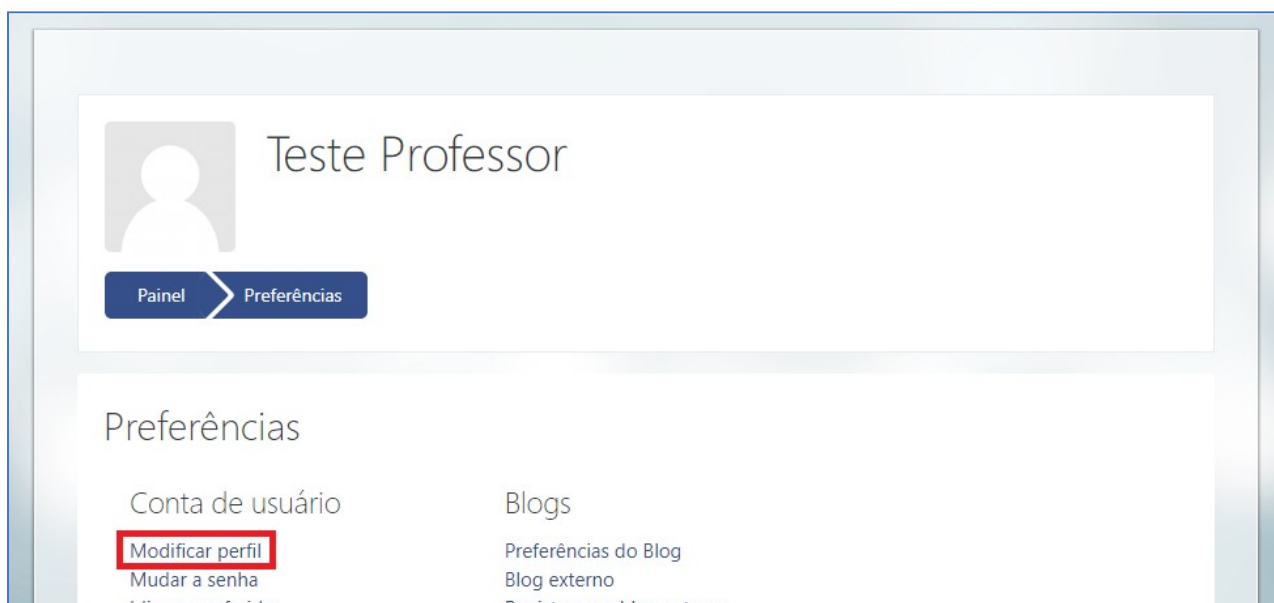 Teste Professor
Painel
Preferências
Preferências
Conta de usuário
Modificar perfil
Mudar a senha
Blogs
Preferências do Blog
Blog externo